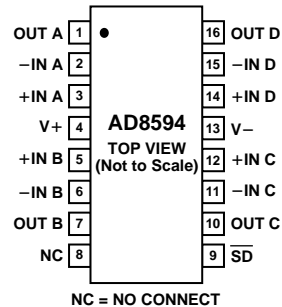 OUT A 1 16 OUT D
−IN A 2 15 −IN D
+IN A 3 14 +IN D
V+ 4 AD8594 13 V−
TOP VIEW
+IN B 5 (Not to Scale) 12 +IN C
−IN B 6 11 −IN C
OUT B 7 10 OUT C
NC 8 9 S̅D̅
NC = NO CONNECT